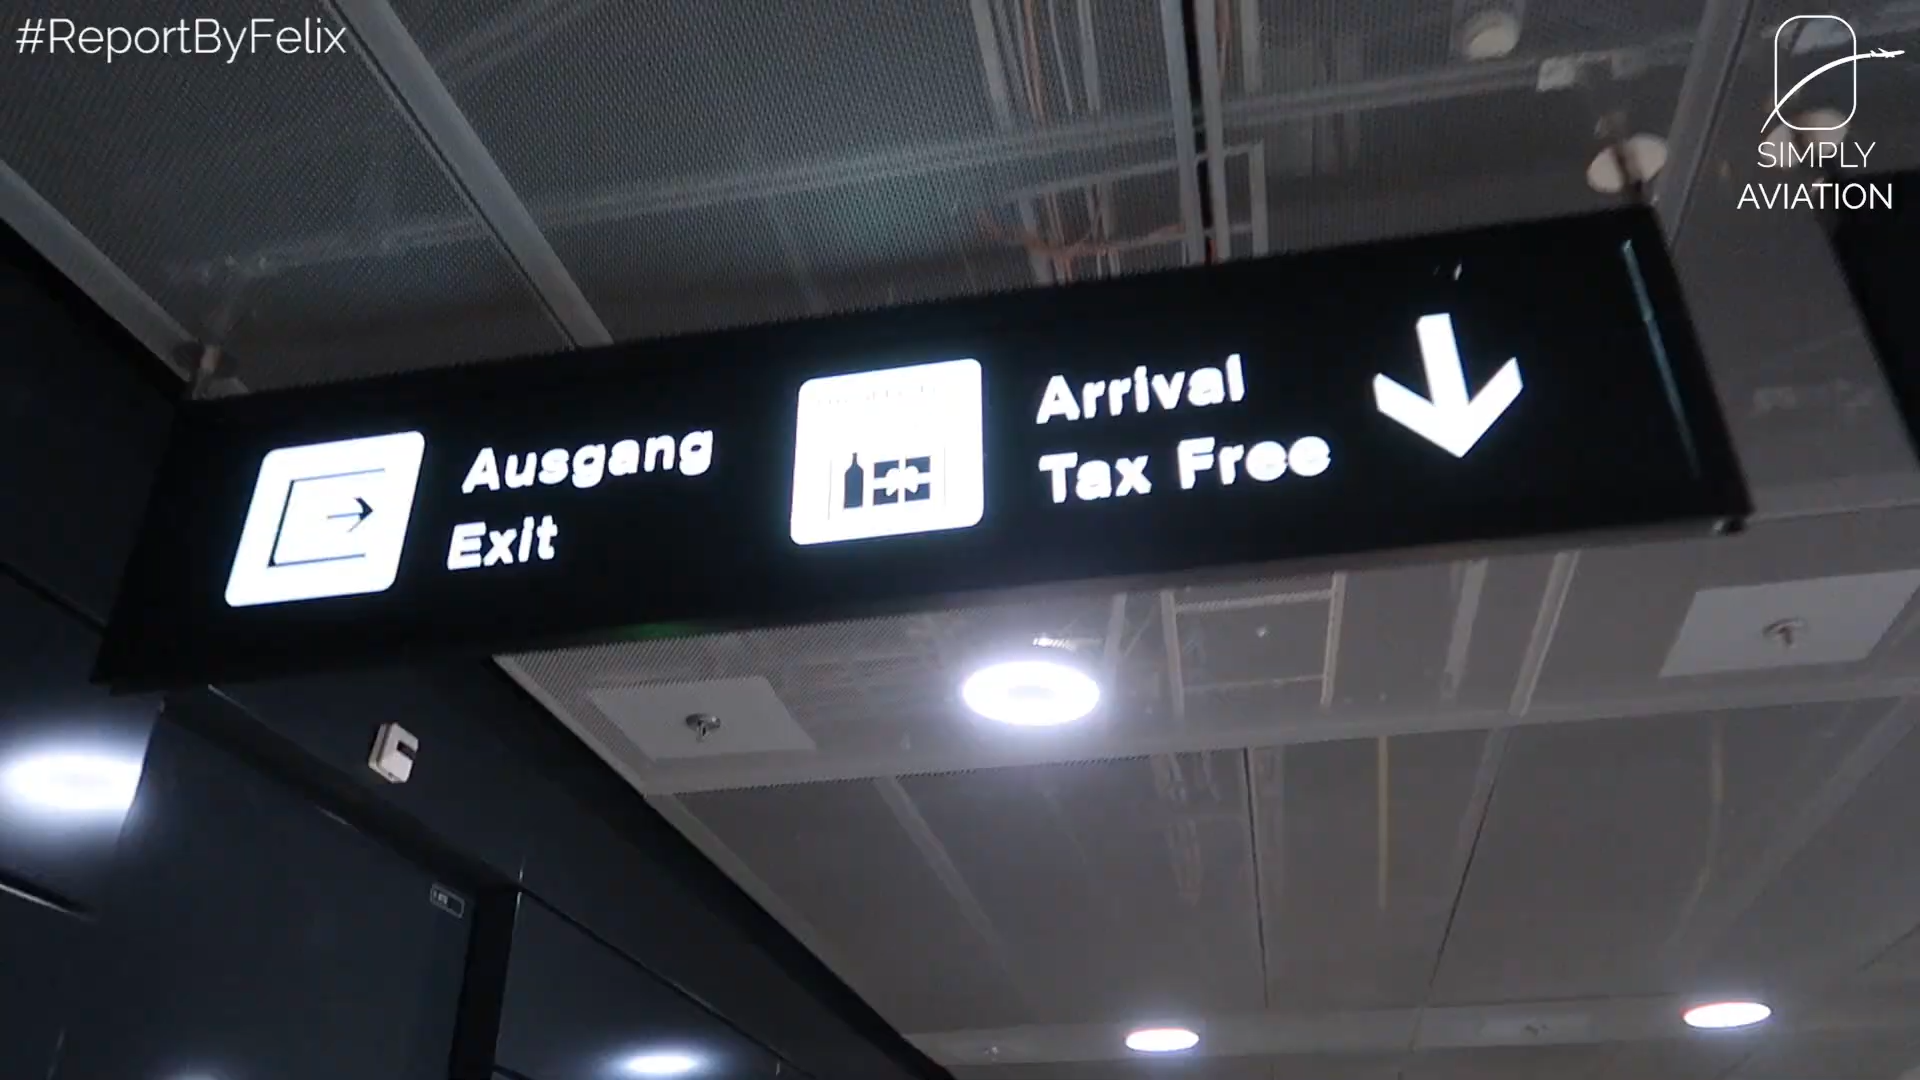 #ReportByFelix
SIMPLY
AVIATION
Ausgang
Exit
Arrival
Tax Free